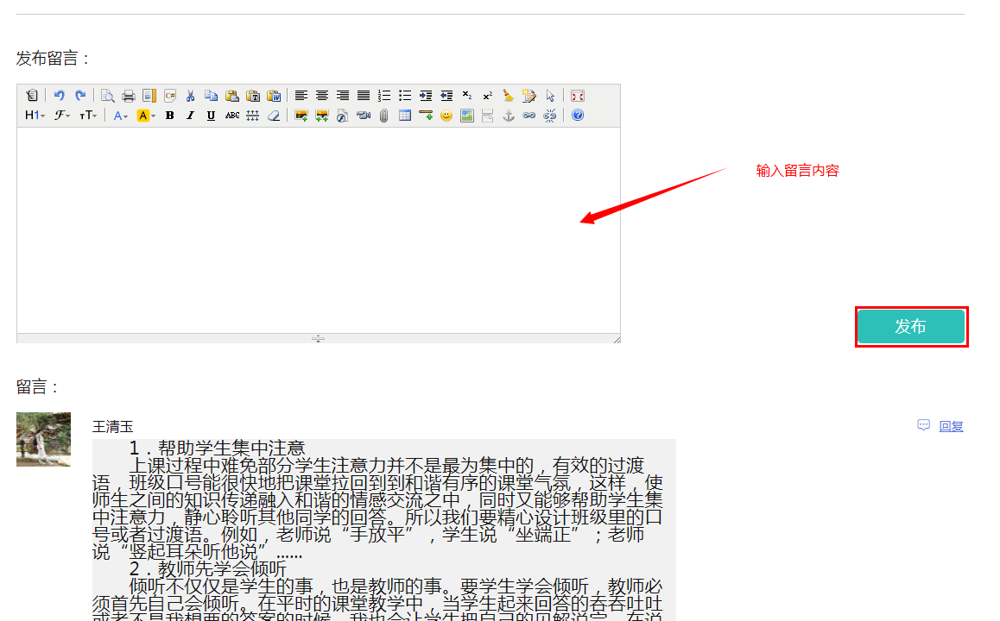 发布留言：
H1 ℱ тT A A B I U ABC
输入留言内容
发布
留言：
王清玉
回复
1．帮助学生集中注意
上课过程中难免部分学生注意力并不是最为集中的，有效的过渡
语，班级口号能很快地把课堂拉回到到和谐有序的课堂气氛，这样，使
师生之间的知识传递融入和谐的情感交流之中，同时又能够帮助学生集
中注意力，静心聆听其他同学的回答。所以我们要精心设计班级里的口
号或者过渡语。例如，老师说“手放平”，学生说“坐端正”；老师
说“竖起耳朵听他说”……
2．教师先学会倾听
倾听不仅仅是学生的事，也是教师的事。要学生学会倾听，教师必
须首先自己会倾听。在平时的课堂教学中，当学生起来回答的吞吞吐吐
或者不是我想要的答案的时候，我也会让学生把自己的见解说完，在说